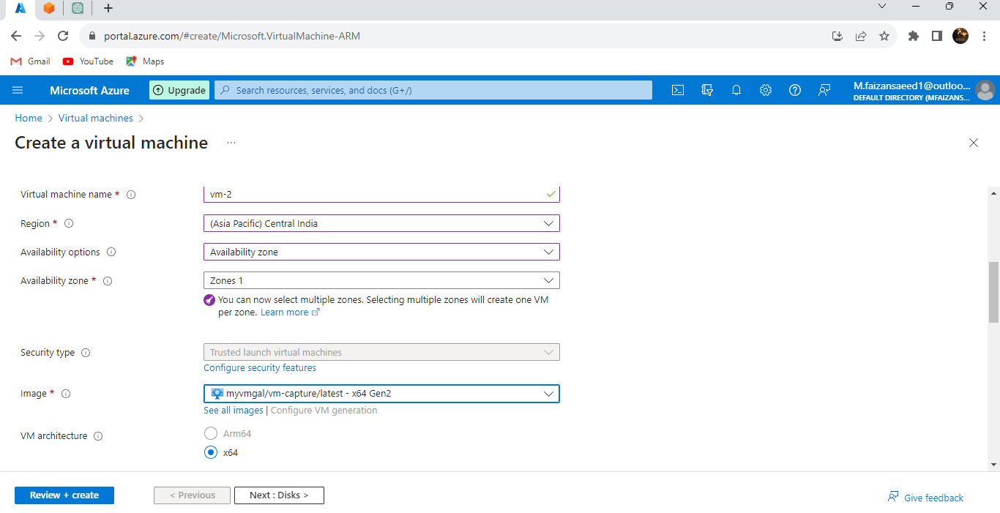 portal.azure.com/#create/Microsoft.VirtualMachine-ARM
Gmail YouTube Maps
Microsoft Azure Upgrade Search resources, services, and docs (G+/) M.faizansaeed1@outloo...
DEFAULT DIRECTORY (MFAIZANS...
Home > Virtual machines >
Create a virtual machine ...
Virtual machine name * vm-2
Region * (Asia Pacific) Central India
Availability options Availability zone
Availability zone * Zones 1
You can now select multiple zones. Selecting multiple zones will create one VM
per zone. Learn more
Security type Trusted launch virtual machines
Configure security features
Image * myvmgal/vm-capture/latest - x64 Gen2
See all images | Configure VM generation
VM architecture Arm64
x64
Review + create < Previous Next : Disks > Give feedback